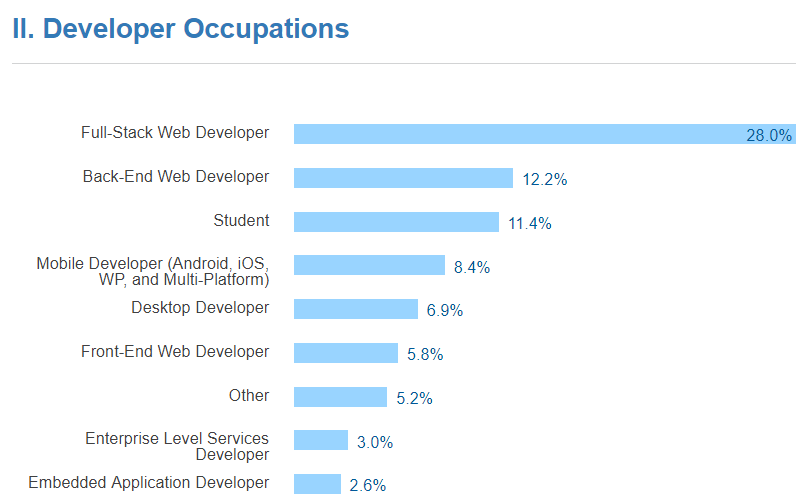 II. Developer Occupations
Full-Stack Web Developer 28.0%
Back-End Web Developer 12.2%
Student 11.4%
Mobile Developer (Android, iOS,
WP, and Multi-Platform) 8.4%
Desktop Developer 6.9%
Front-End Web Developer 5.8%
Other 5.2%
Enterprise Level Services
Developer 3.0%
Embedded Application Developer 2.6%